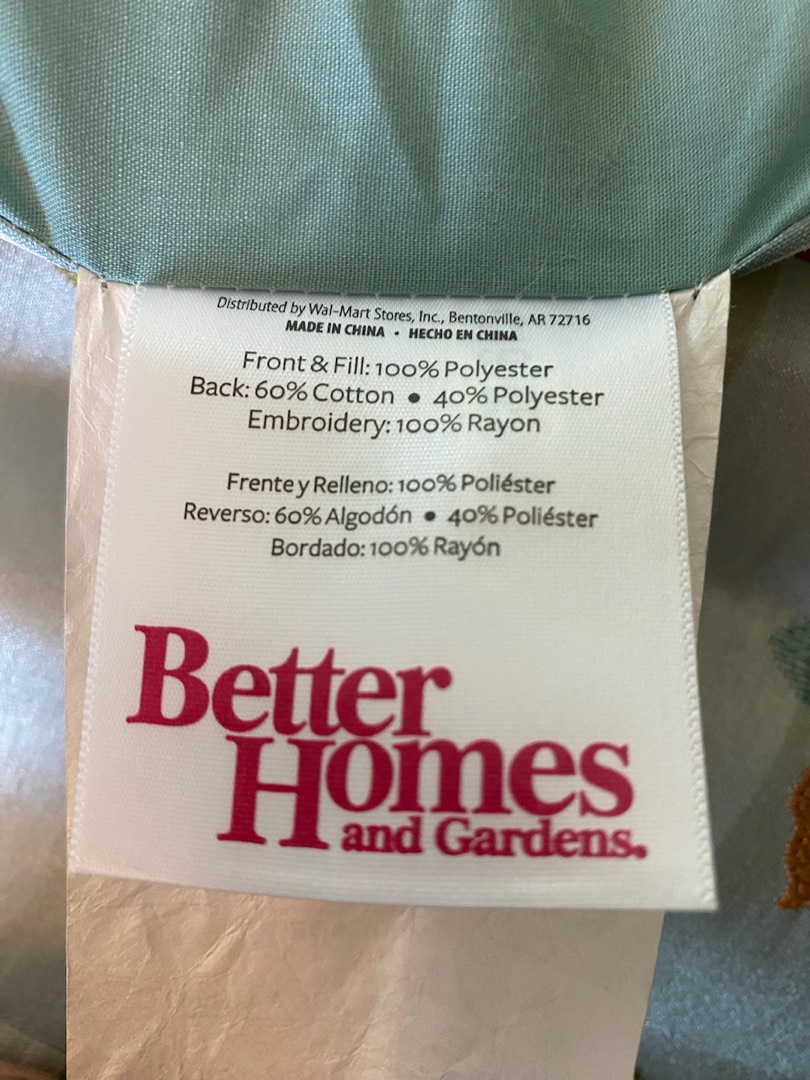 Distributed by Wal-Mart Stores, Inc., Bentonville, AR 72716
MADE IN CHINA • HECHO EN CHINA
Front & Fill: 100% Polyester
Back: 60% Cotton • 40% Polyester
Embroidery: 100% Rayon
Frente y Relleno: 100% Poliéster
Reverso: 60% Algodón • 40% Poliéster
Bordado: 100% Rayón
Better
Homes
and Gardens.